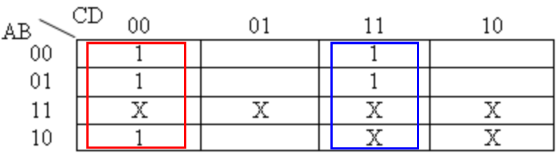 AB CD 00 01 11 10
00 1 1
01 1 1
11 X X X X
10 1 X X